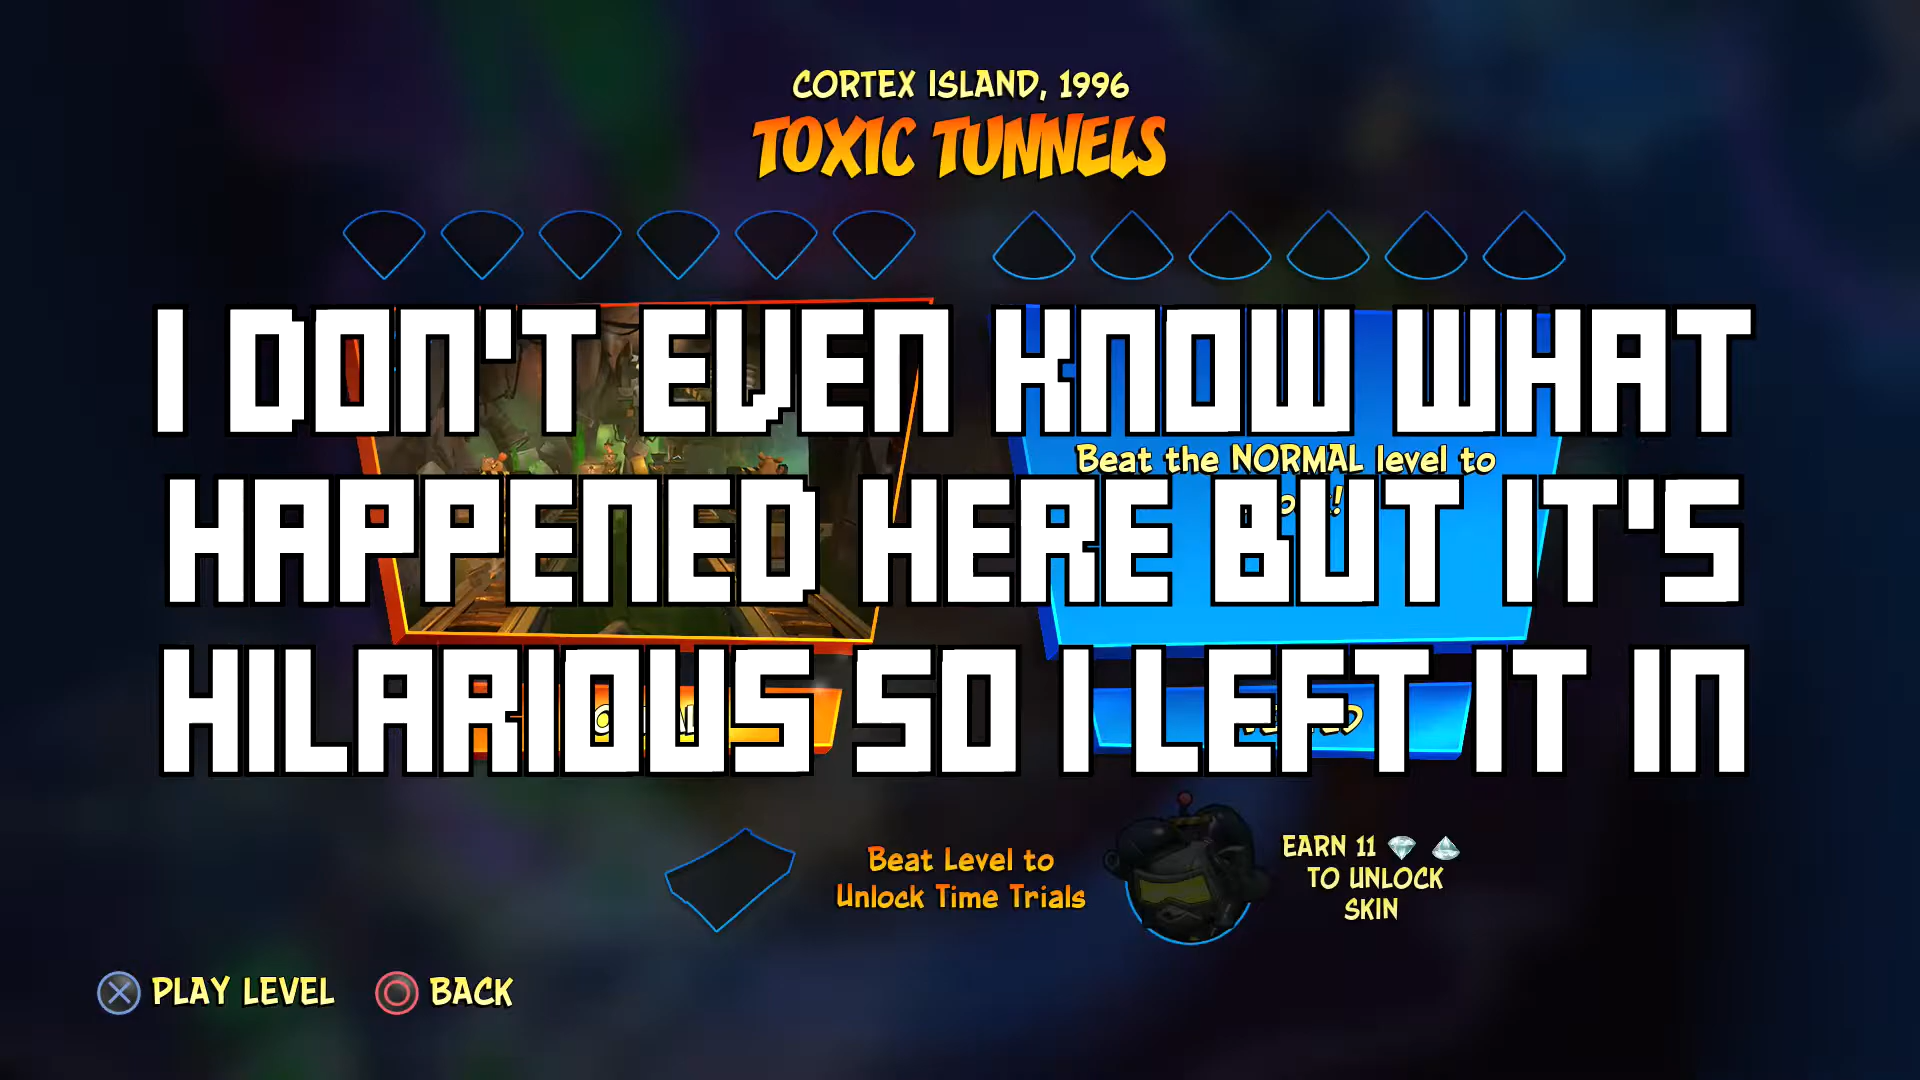 CORTEX ISLAND, 1996
TOXIC TUNNELS
I DON'T EVEN KNOW WHAT
Beat the NORMAL level to
HAPPENED HERE BUT IT'S
HILARIOUS SO I LEFT IT IN
Beat Level to
Unlock Time Trials
EARN 11
TO UNLOCK
SKIN
PLAY LEVEL
BACK